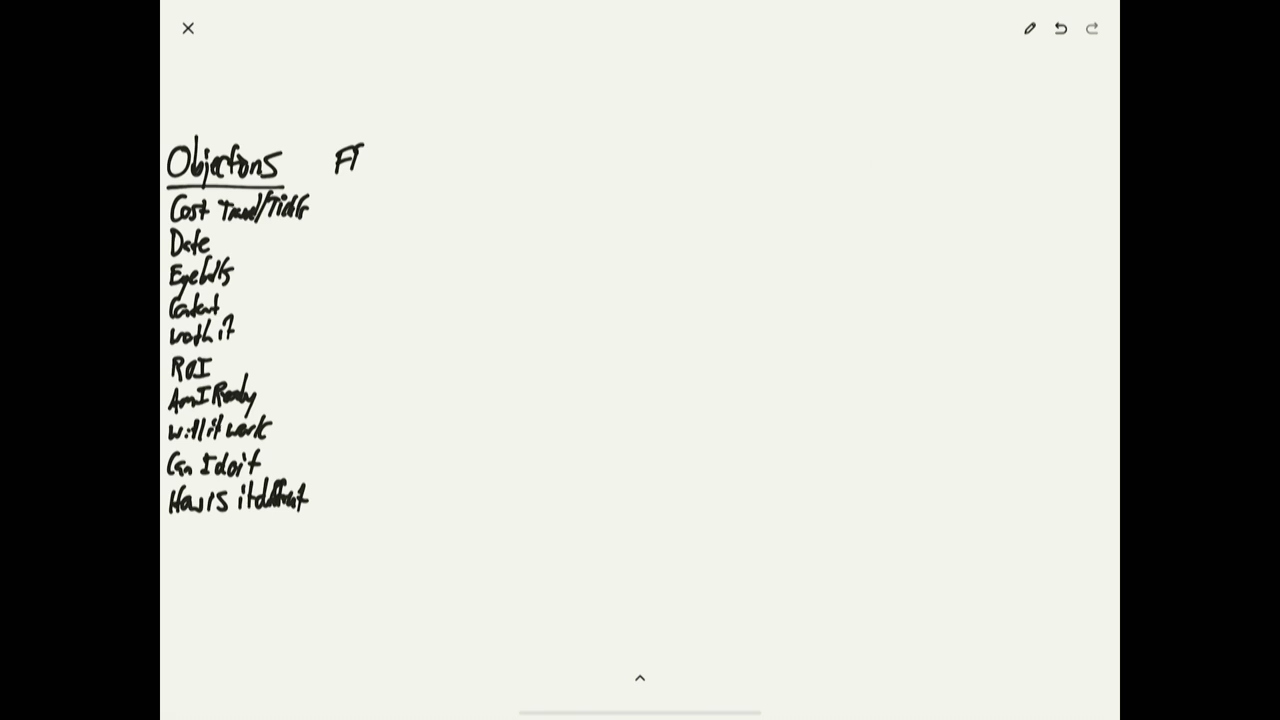 Objections FT
Cost Travel/Tickets
Date
Eyeballs
Content
worth it?
ROI
Am I Ready
Will it work
Can I do it
How is it different